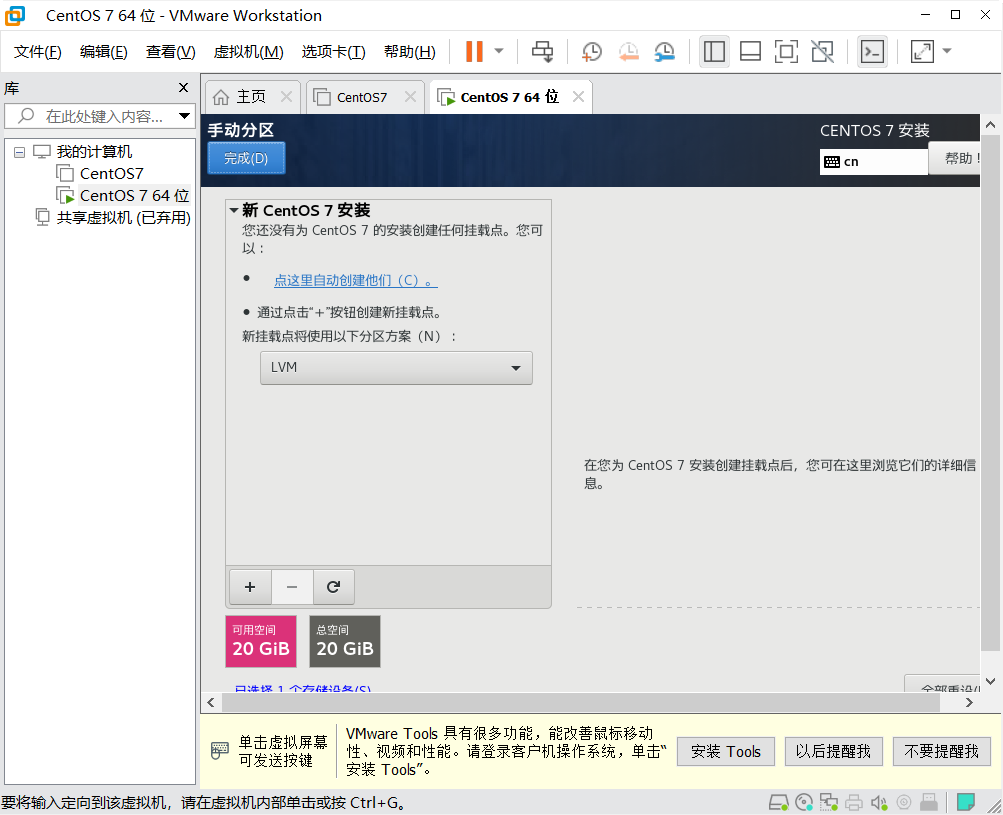 CentOS 7 64 位 - VMware Workstation
文件(F) 编辑(E) 查看(V) 虚拟机(M) 选项卡(T) 帮助(H)
库
在此处键入内容...
我的计算机
CentOS7
CentOS 7 64 位
共享虚拟机 (已弃用)
主页 CentOS7 CentOS 7 64 位
手动分区
完成(D)
CENTOS 7 安装
cn
帮助!
新 CentOS 7 安装
您还没有为 CentOS 7 的安装创建任何挂载点。您可
以：
点这里自动创建他们（C）。
通过点击“+”按钮创建新挂载点。
新挂载点将使用以下分区方案（N）：
LVM
+ −
可用空间
20 GiB
总空间
20 GiB
已选择 1 个存储设备(S)
在您为 CentOS 7 安装创建挂载点后，您可在这里浏览它们的详细信
息。
全部重设(
单击虚拟屏幕
可发送按键
VMware Tools 具有很多功能，能改善鼠标移动
性、视频和性能。请登录客户机操作系统，单击“
安装 Tools”。
安装 Tools 以后提醒我 不要提醒我
要将输入定向到该虚拟机，请在虚拟机内部单击或按 Ctrl+G。